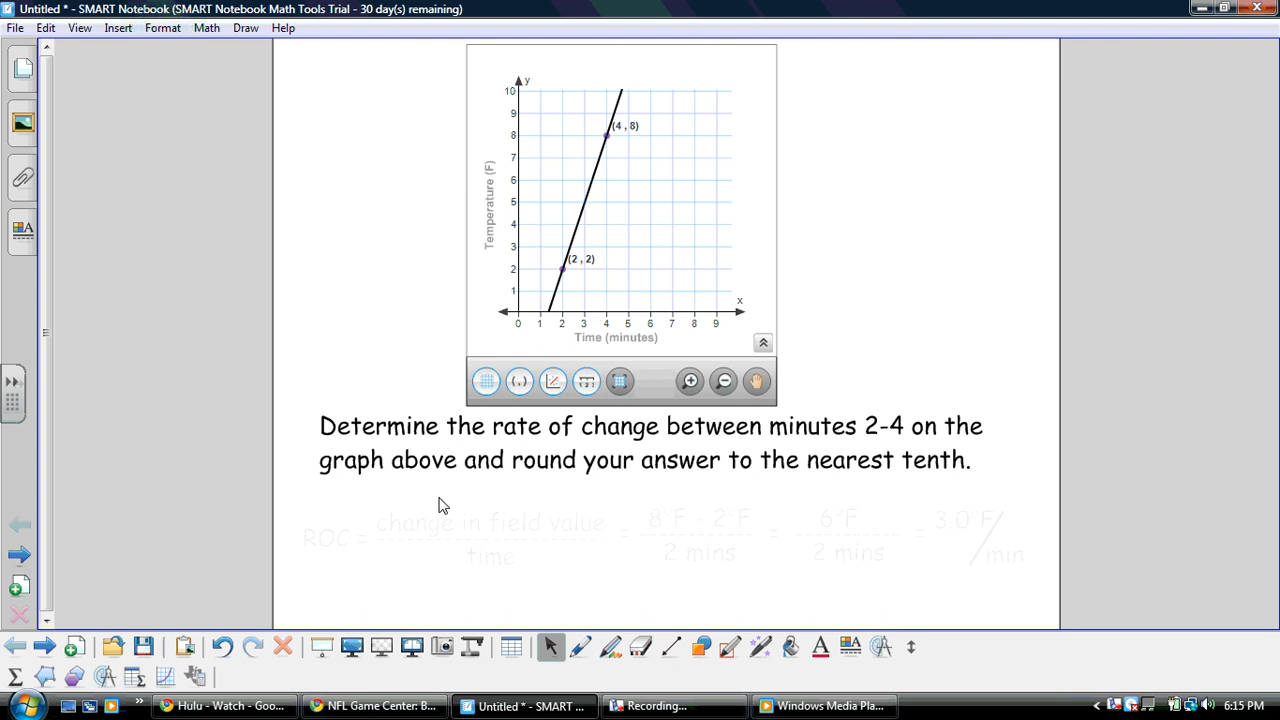 Untitled * - SMART Notebook (SMART Notebook Math Tools Trial - 30 day(s) remaining)
File Edit View Insert Format Math Draw Help
y
10
(4 , 8)
9
8
7
6
Temperature (F)
5
4
3
(2 , 2)
2
1
x
0 1 2 3 4 5 6 7 8 9
Time (minutes)
Determine the rate of change between minutes 2-4 on the
graph above and round your answer to the nearest tenth.
ROC = change in field value / time = 8°F - 2°F / 2 mins = 6°F / 2 mins = 3.0°F/min
Hulu - Watch - Goo...
NFL Game Center: B...
Untitled * - SMART ...
Recording...
Windows Media Pla...
6:15 PM